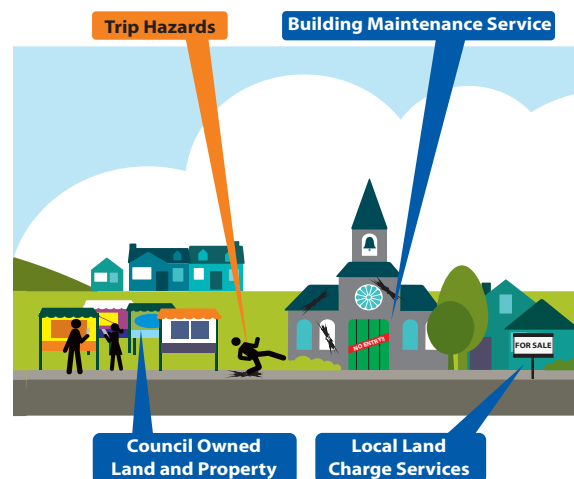 Trip Hazards
Building Maintenance Service
NO ENTRY!
FOR SALE
Council Owned
Land and Property
Local Land
Charge Services